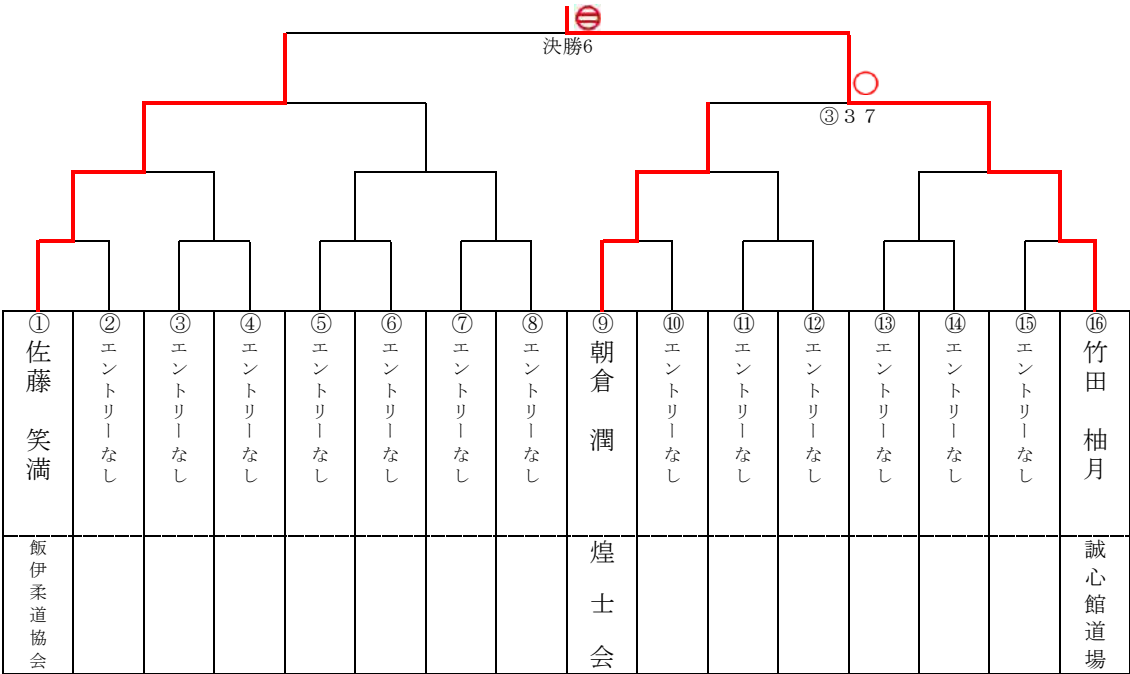 決勝6
③37
①
佐藤 笑満
飯伊柔道協会
②
エントリーなし
③
エントリーなし
④
エントリーなし
⑤
エントリーなし
⑥
エントリーなし
⑦
エントリーなし
⑧
エントリーなし
⑨
朝倉 潤
煌士会
⑩
エントリーなし
⑪
エントリーなし
⑫
エントリーなし
⑬
エントリーなし
⑭
エントリーなし
⑮
エントリーなし
⑯
竹田 柚月
誠心館道場